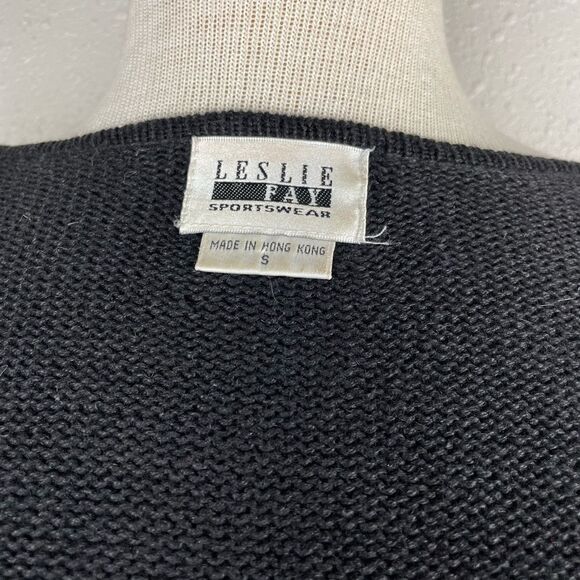 LESLIE
FAY
SPORTSWEAR
MADE IN HONG KONG
S